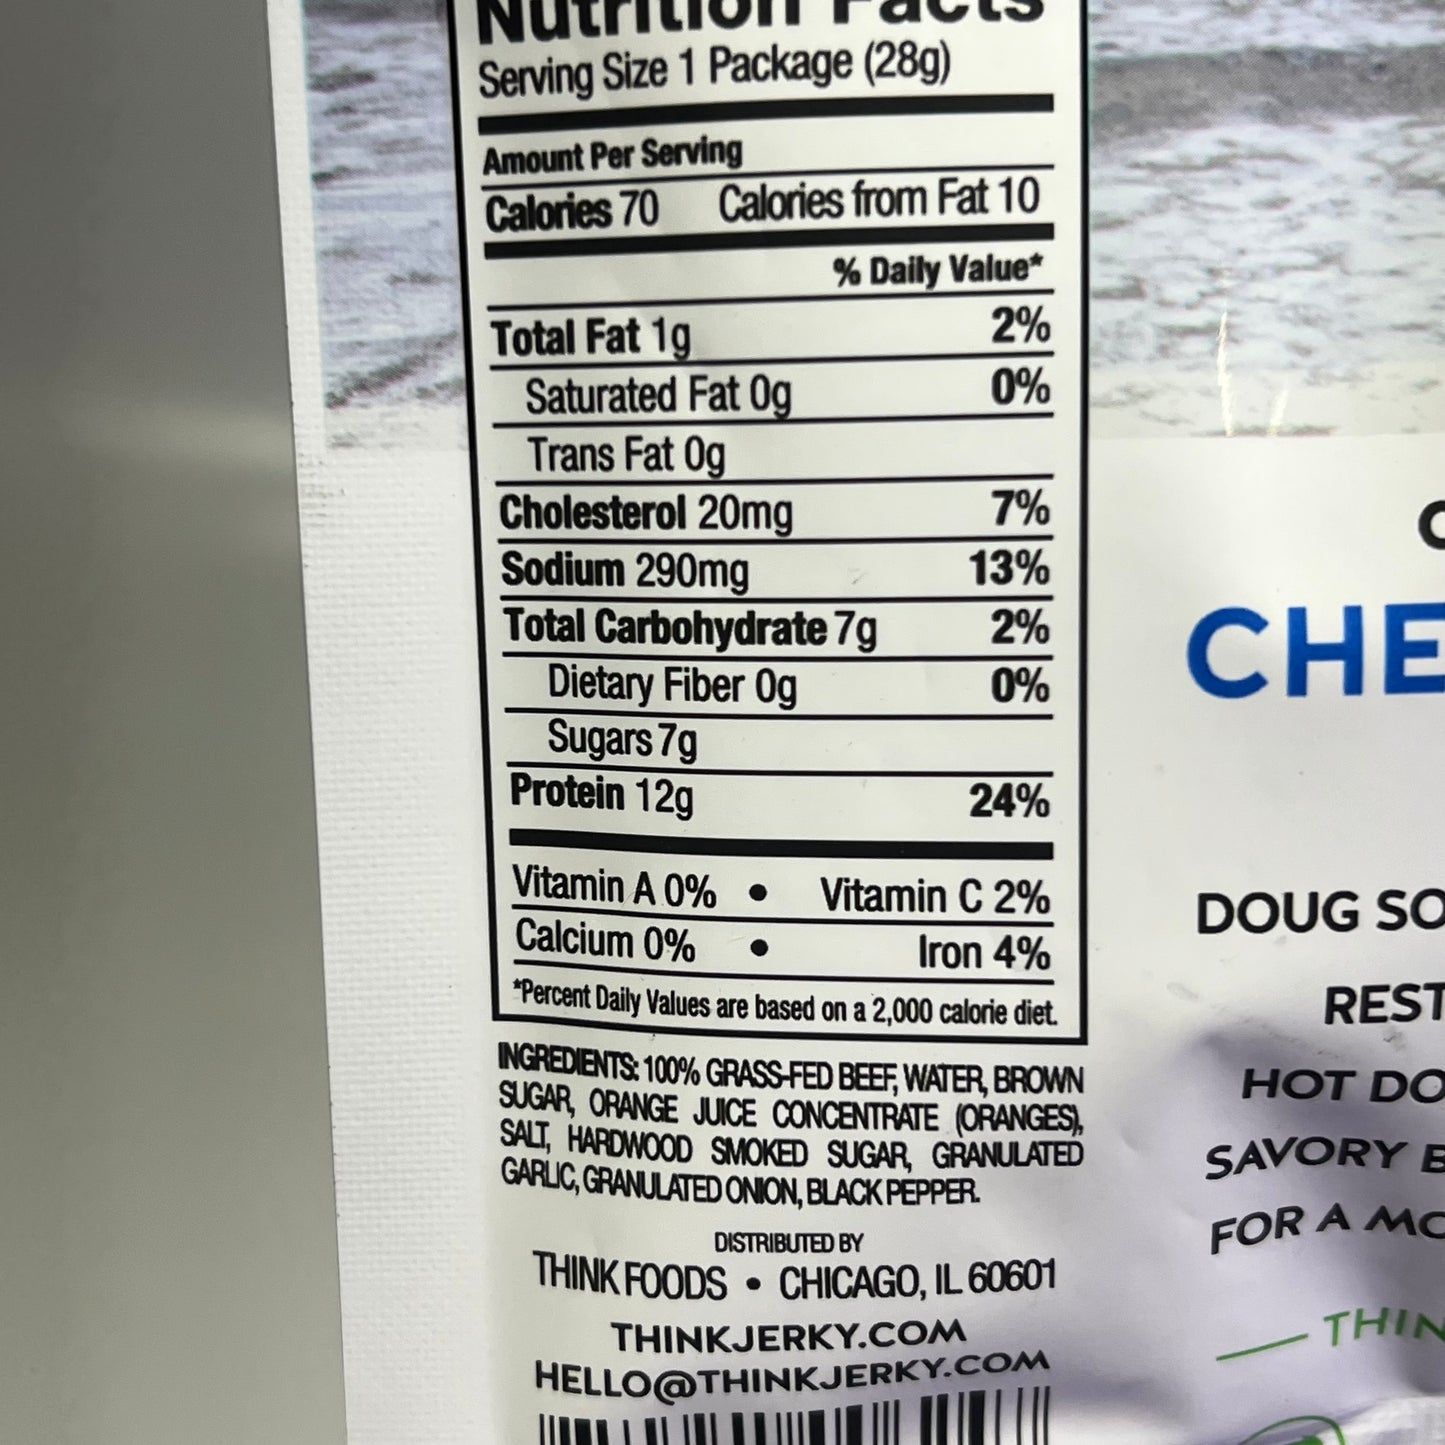 Nutrition Facts
Serving Size 1 Package (28g)
Amount Per Serving
Calories 70 Calories from Fat 10
% Daily Value*
Total Fat 1g 2%
Saturated Fat 0g 0%
Trans Fat 0g
Cholesterol 20mg 7%
Sodium 290mg 13%
Total Carbohydrate 7g 2%
Dietary Fiber 0g 0%
Sugars 7g
Protein 12g 24%
Vitamin A 0% • Vitamin C 2%
Calcium 0% • Iron 4%
*Percent Daily Values are based on a 2,000 calorie diet.
INGREDIENTS: 100% GRASS-FED BEEF, WATER, BROWN
SUGAR, ORANGE JUICE CONCENTRATE (ORANGES),
SALT, HARDWOOD SMOKED SUGAR, GRANULATED
GARLIC, GRANULATED ONION, BLACK PEPPER.
DISTRIBUTED BY
THINK FOODS • CHICAGO, IL 60601
THINKJERKY.COM
HELLO@THINKJERKY.COM
CHE
DOUG SO
REST
HOT DO
SAVORY B
FOR A MO
THIN